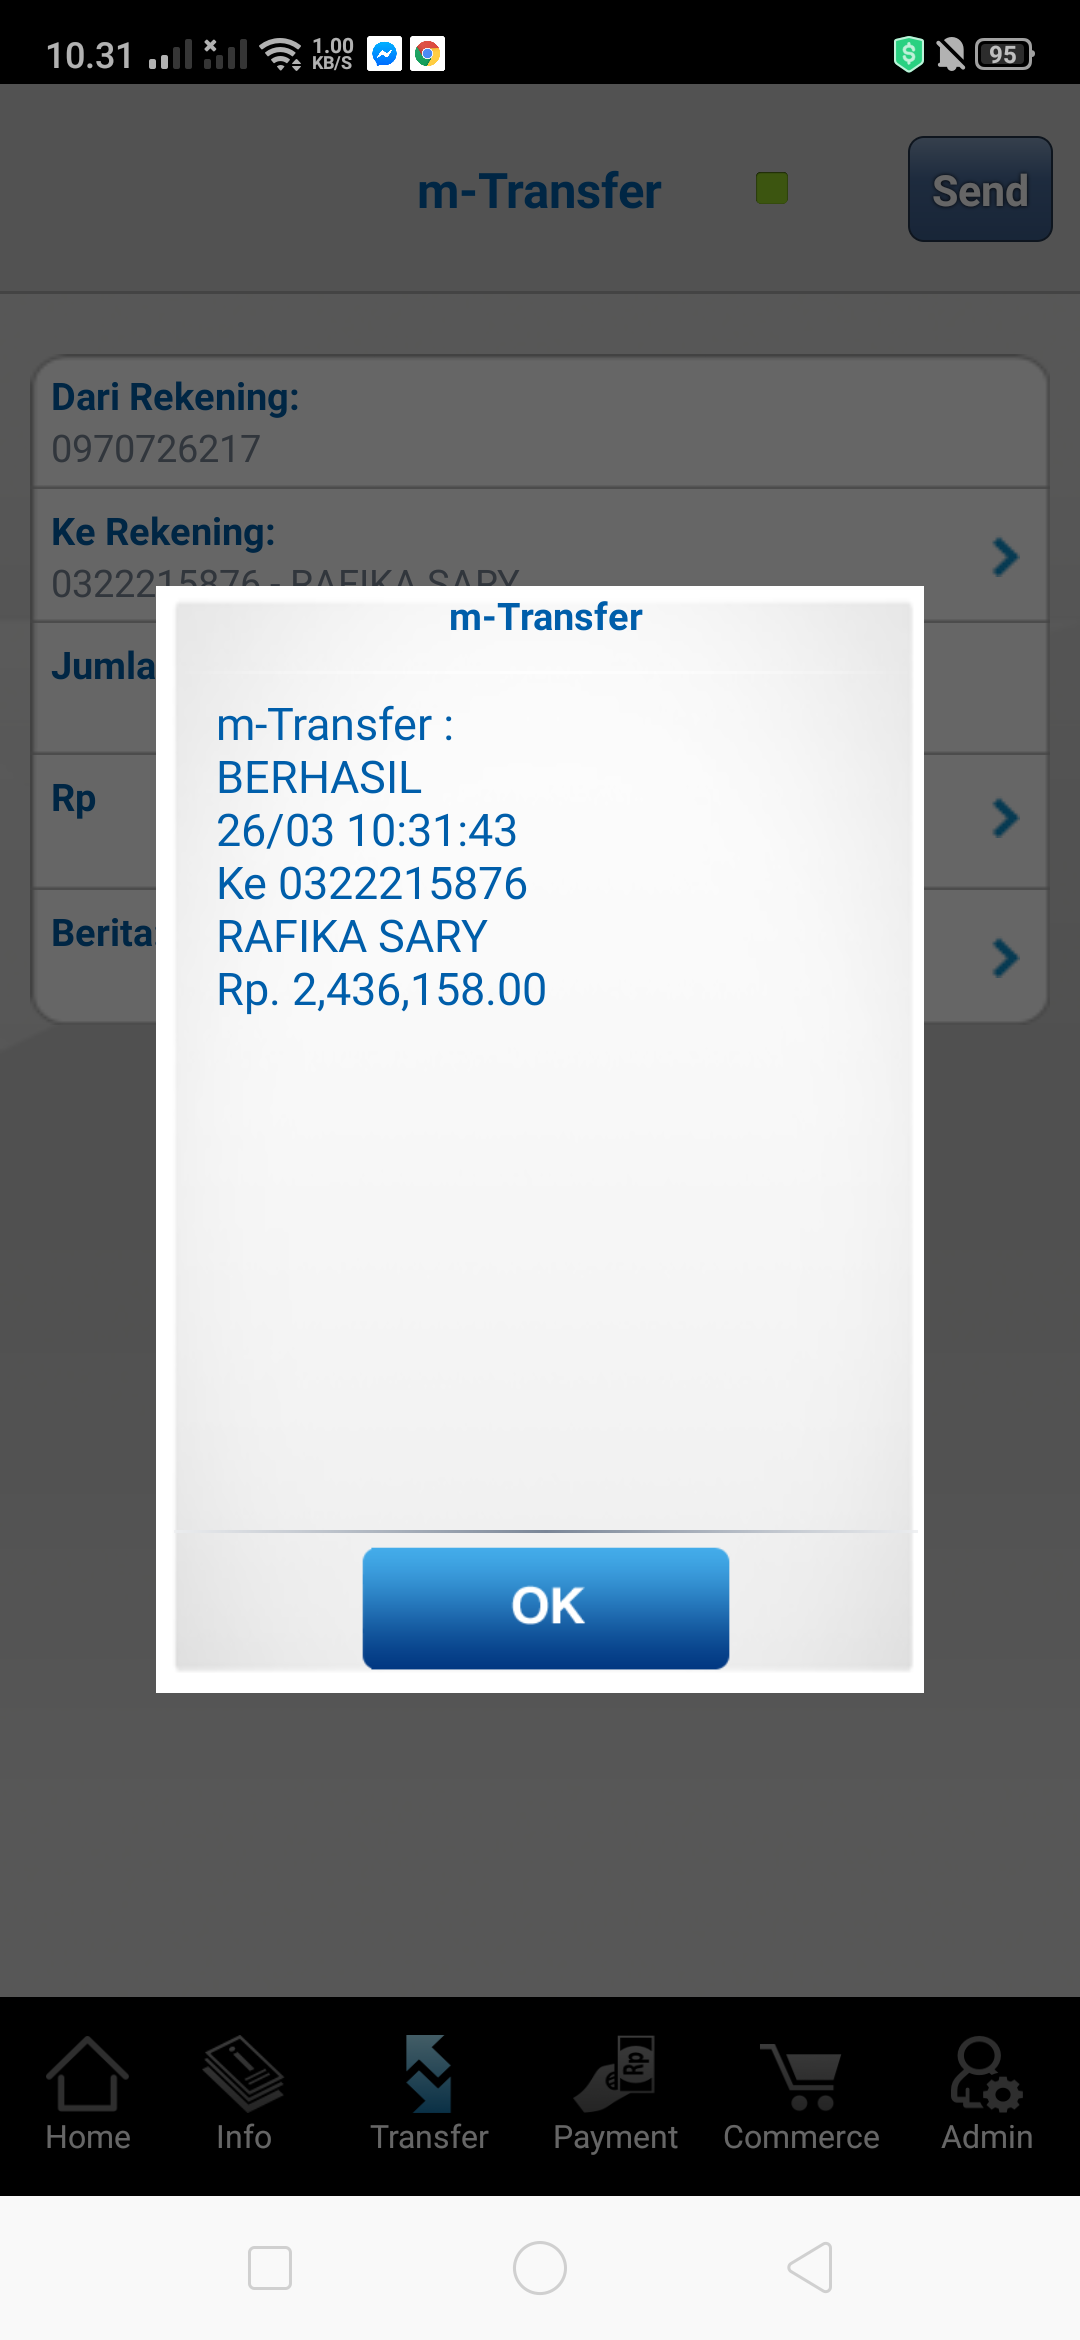 10.31
1.00
KB/S
95
m-Transfer
Send
Dari Rekening:
0970726217
Ke Rekening:
0322215876 - RAFIKA SARY
Jumla
Rp
Berita:
m-Transfer
m-Transfer :
BERHASIL
26/03 10:31:43
Ke 0322215876
RAFIKA SARY
Rp. 2,436,158.00
OK
Rp
Home
Info
Transfer
Payment
Commerce
Admin